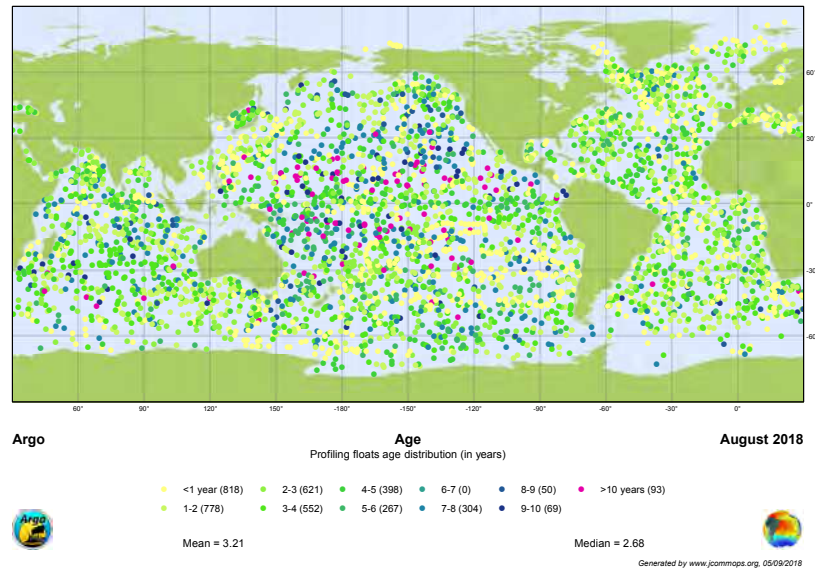 60°
30°
0°
-30°
-60°
60° 90° 120° 150° -180° -150° -120° -90° -60° -30° 0°
Argo Age August 2018
Profiling floats age distribution (in years)
<1 year (818) 2-3 (621) 4-5 (398) 6-7 (0) 8-9 (50) >10 years (93)
1-2 (778) 3-4 (552) 5-6 (267) 7-8 (304) 9-10 (69)
Argo
Mean = 3.21 Median = 2.68
Generated by www.jcommops.org, 05/09/2018